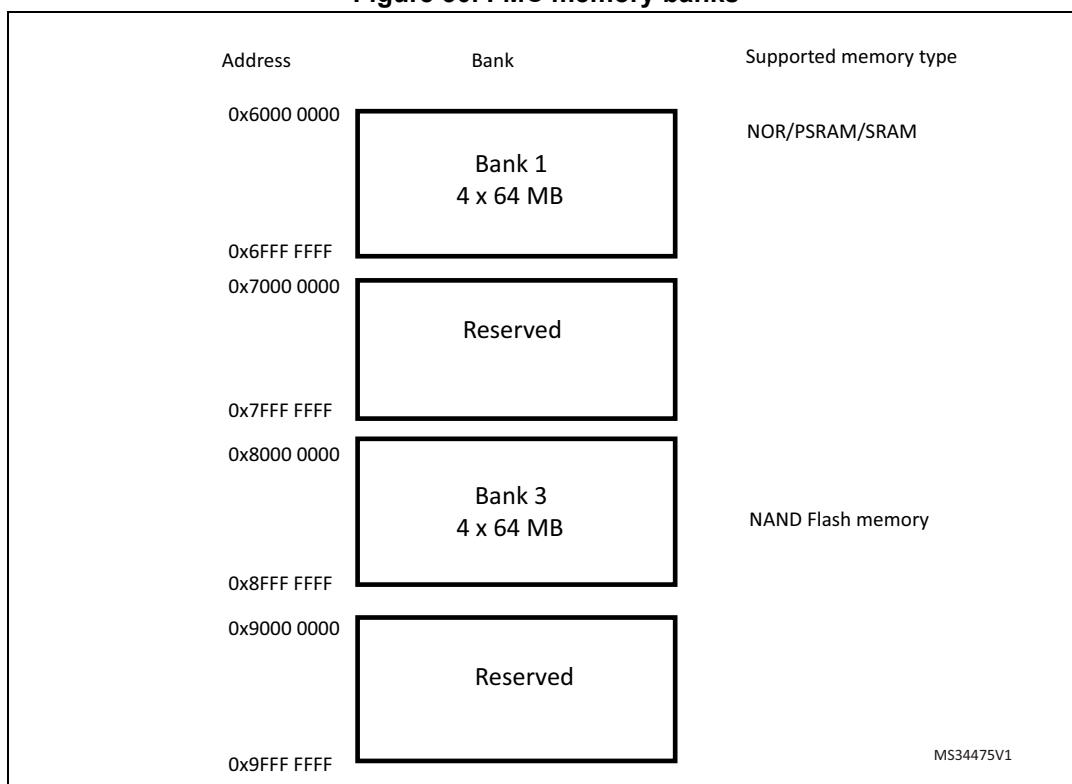 Figure memory banks
Address Bank Supported memory type
0x6000 0000
NOR/PSRAM/SRAM
Bank 1
4 x 64 MB
0x6FFF FFFF
0x7000 0000
Reserved
0x7FFF FFFF
0x8000 0000
Bank 3
4 x 64 MB
NAND Flash memory
0x8FFF FFFF
0x9000 0000
Reserved
0x9FFF FFFF
MS34475V1